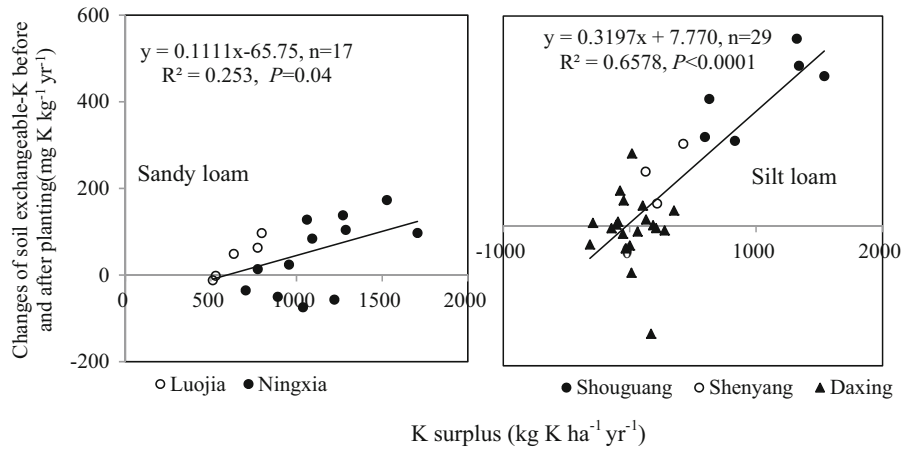 Changes of soil exchangeable-K before
and after planting(mg K kg⁻¹ yr⁻¹)
600
400
200
0
-200
y = 0.1111x-65.75, n=17
R² = 0.253, P=0.04
Sandy loam
0
500
1000
1500
2000
○ Luojia ● Ningxia
y = 0.3197x + 7.770, n=29
R² = 0.6578, P<0.0001
Silt loam
-1000
0
1000
2000
● Shouguang ○ Shenyang ▲ Daxing
K surplus (kg K ha⁻¹ yr⁻¹)